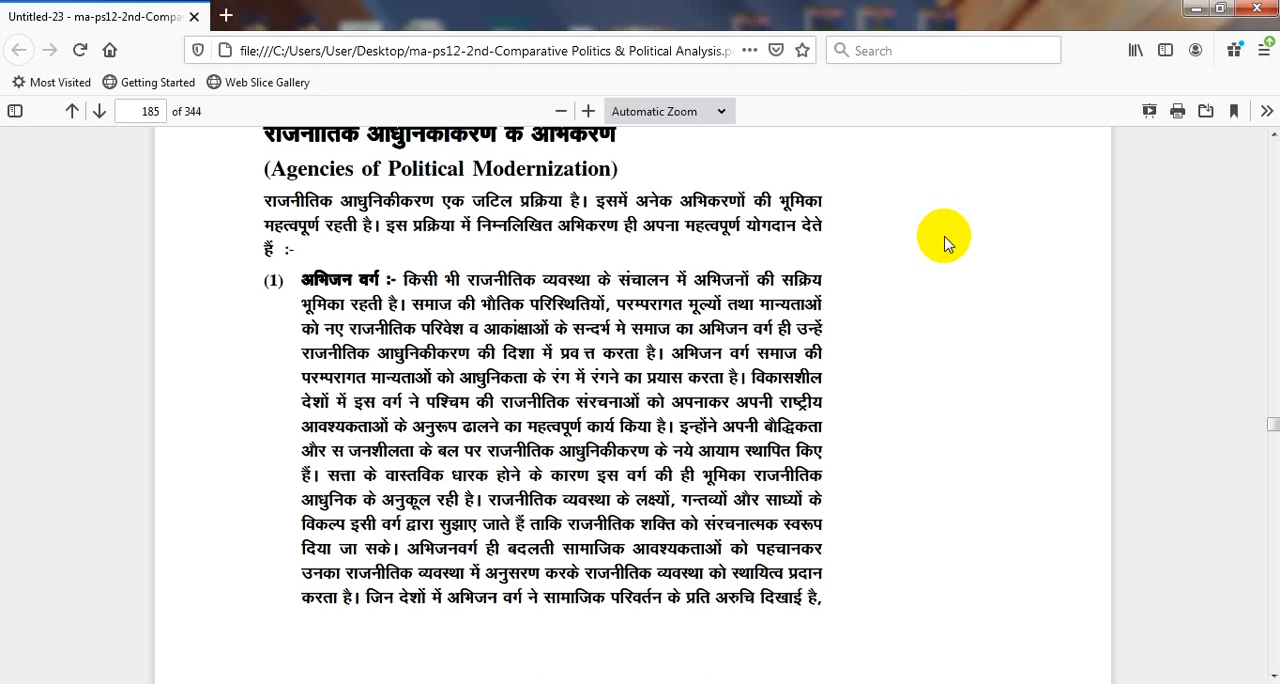 Untitled-23 - ma-ps12-2nd-Compa
file:///C:/Users/User/Desktop/ma-ps12-2nd-Comparative Politics & Political Analysis.p
Search
Most Visited
Getting Started
Web Slice Gallery
185 of 344
Automatic Zoom
राजनीतिक आधुनिकीकरण के अभिकरण
(Agencies of Political Modernization)
राजनीतिक आधुनिकीकरण एक जटिल प्रक्रिया है। इसमें अनेक अभिकरणों की भूमिका
महत्वपूर्ण रहती है। इस प्रक्रिया में निम्नलिखित अभिकरण ही अपना महत्वपूर्ण योगदान देते
हैं :-
(1) अभिजन वर्ग :- किसी भी राजनीतिक व्यवस्था के संचालन में अभिजनों की सक्रिय
भूमिका रहती है। समाज की भौतिक परिस्थितियों, परम्परागत मूल्यों तथा मान्यताओं
को नए राजनीतिक परिवेश व आकांक्षाओं के सन्दर्भ मे समाज का अभिजन वर्ग ही उन्हें
राजनीतिक आधुनिकीकरण की दिशा में प्रव त्त करता है। अभिजन वर्ग समाज की
परम्परागत मान्यताओं को आधुनिकता के रंग में रंगने का प्रयास करता है। विकासशील
देशों में इस वर्ग ने पश्चिम की राजनीतिक संरचनाओं को अपनाकर अपनी राष्ट्रीय
आवश्यकताओं के अनुरूप ढालने का महत्वपूर्ण कार्य किया है। इन्होंने अपनी बौद्धिकता
और स जनशीलता के बल पर राजनीतिक आधुनिकीकरण के नये आयाम स्थापित किए
हैं। सत्ता के वास्तविक धारक होने के कारण इस वर्ग की ही भूमिका राजनीतिक
आधुनिक के अनुकूल रही है। राजनीतिक व्यवस्था के लक्ष्यों, गन्तव्यों और साध्यों के
विकल्प इसी वर्ग द्वारा सुझाए जाते हैं ताकि राजनीतिक शक्ति को संरचनात्मक स्वरूप
दिया जा सके। अभिजनवर्ग ही बदलती सामाजिक आवश्यकताओं को पहचानकर
उनका राजनीतिक व्यवस्था में अनुसरण करके राजनीतिक व्यवस्था को स्थायित्व प्रदान
करता है। जिन देशों में अभिजन वर्ग ने सामाजिक परिवर्तन के प्रति अरुचि दिखाई है,